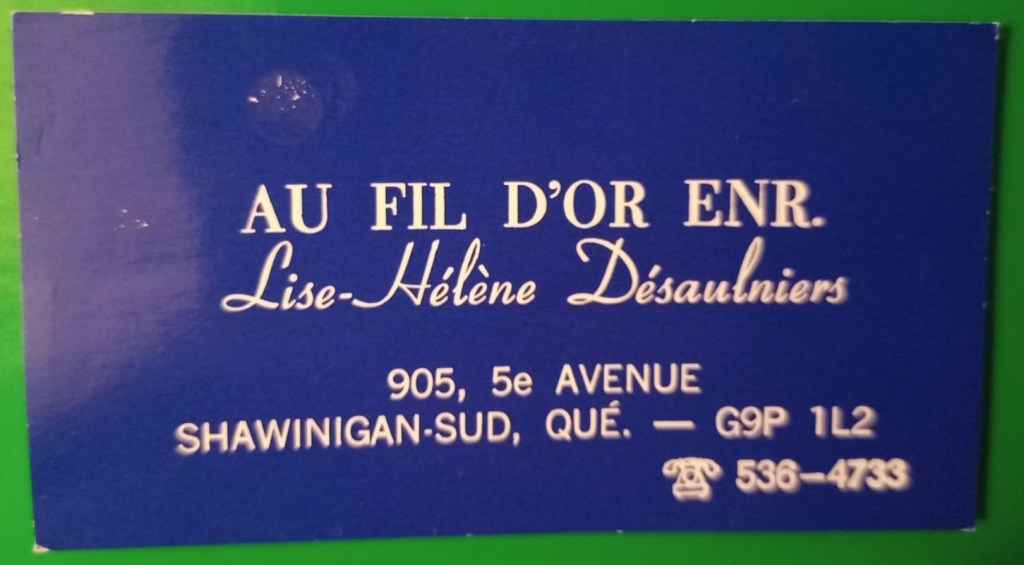 AU FIL D'OR ENR.
Lise-Hélène Désaulniers
905, 5e AVENUE
SHAWINIGAN-SUD, QUÉ. — G9P 1L2
☎ 536-4733